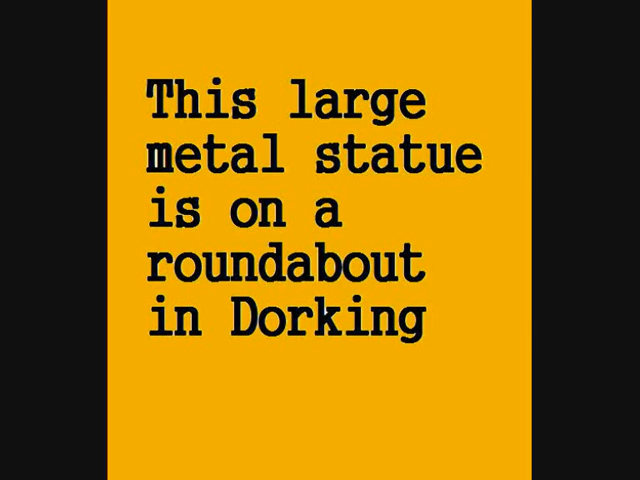 This large
metal statue
is on a
roundabout
in Dorking